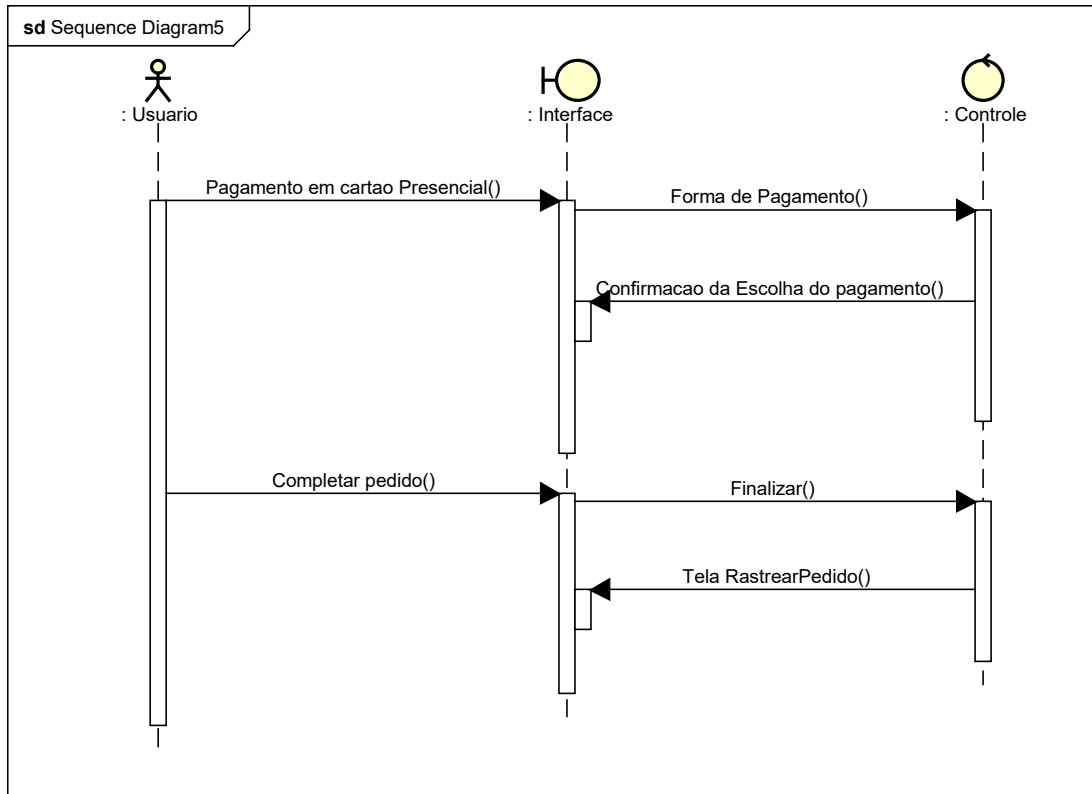 sd Sequence Diagram5
: Usuario
: Interface
: Controle
Pagamento em cartao Presencial()
Forma de Pagamento()
Confirmacao da Escolha do pagamento()
Completar pedido()
Finalizar()
Tela RastrearPedido()